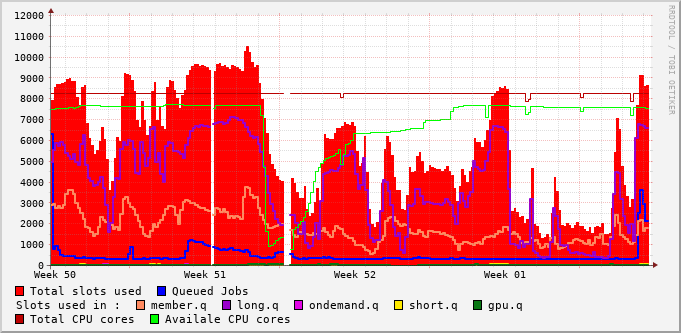 RRDTOOL / TOBI OETIKER
12000
11000
10000
9000
8000
7000
6000
5000
4000
3000
2000
1000
0
Week 50 Week 51 Week 52 Week 01
Total slots used Queued Jobs
Slots used in : member.q long.q ondemand.q short.q gpu.q
Total CPU cores Availale CPU cores